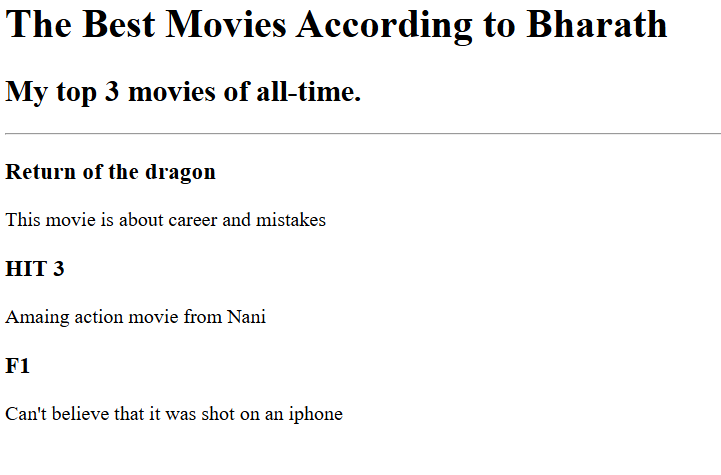 The Best Movies According to Bharath
My top 3 movies of all-time.
Return of the dragon
This movie is about career and mistakes
HIT 3
Amaing action movie from Nani
F1
Can't believe that it was shot on an iphone